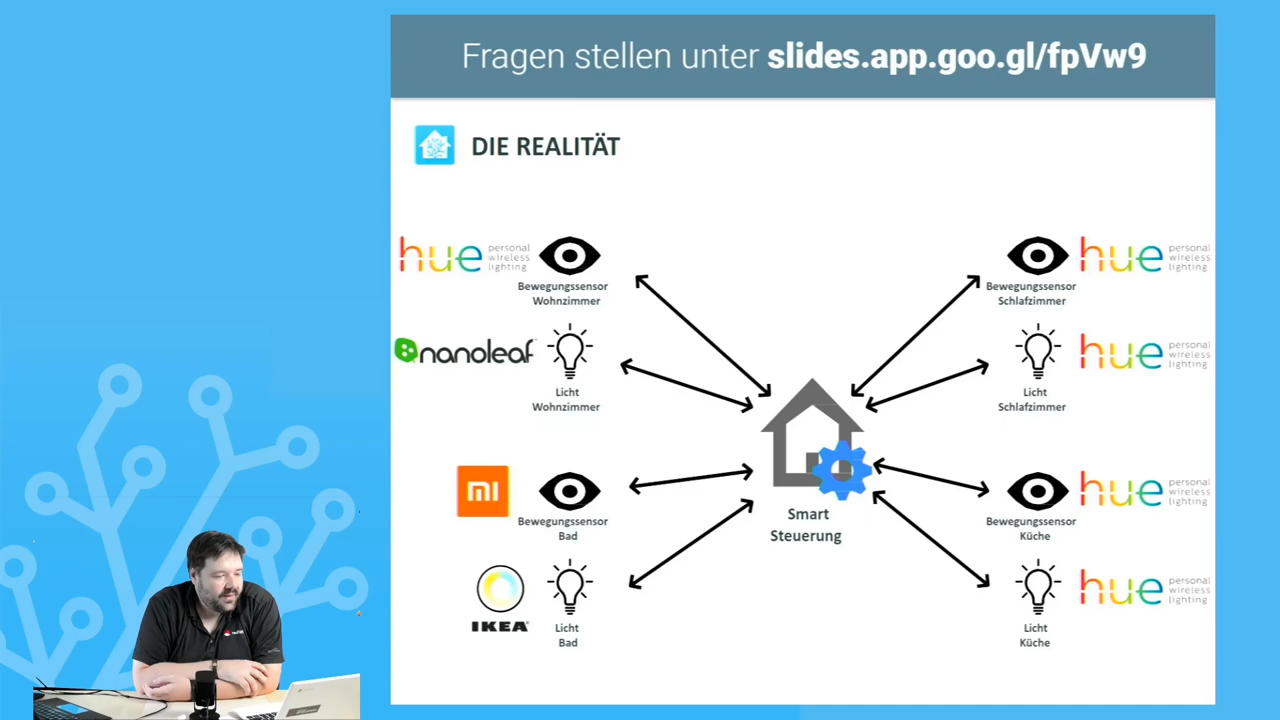 Fragen stellen unter slides.app.goo.gl/fpVw9
DIE REALITÄT
hue personal
wireless
lighting
Bewegungssensor
Wohnzimmer
nanoleaf
Licht
Wohnzimmer
mi
Bewegungssensor
Bad
IKEA
Licht
Bad
Smart
Steuerung
hue personal
wireless
lighting
Bewegungssensor
Schlafzimmer
hue personal
wireless
lighting
Licht
Schlafzimmer
hue personal
wireless
lighting
Bewegungssensor
Küche
hue personal
wireless
lighting
Licht
Küche